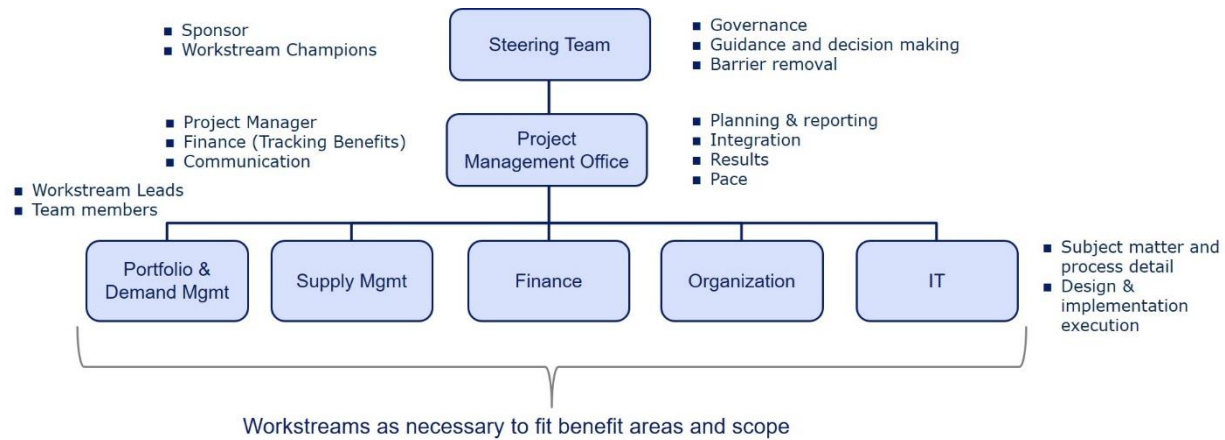 ■ Sponsor
■ Workstream Champions
Steering Team
■ Governance
■ Guidance and decision making
■ Barrier removal
■ Project Manager
■ Finance (Tracking Benefits)
■ Communication
Project
Management Office
■ Planning & reporting
■ Integration
■ Results
■ Pace
■ Workstream Leads
■ Team members
Portfolio &
Demand Mgmt
Supply Mgmt
Finance
Organization
IT
■ Subject matter and
process detail
■ Design &
implementation
execution
Workstreams as necessary to fit benefit areas and scope